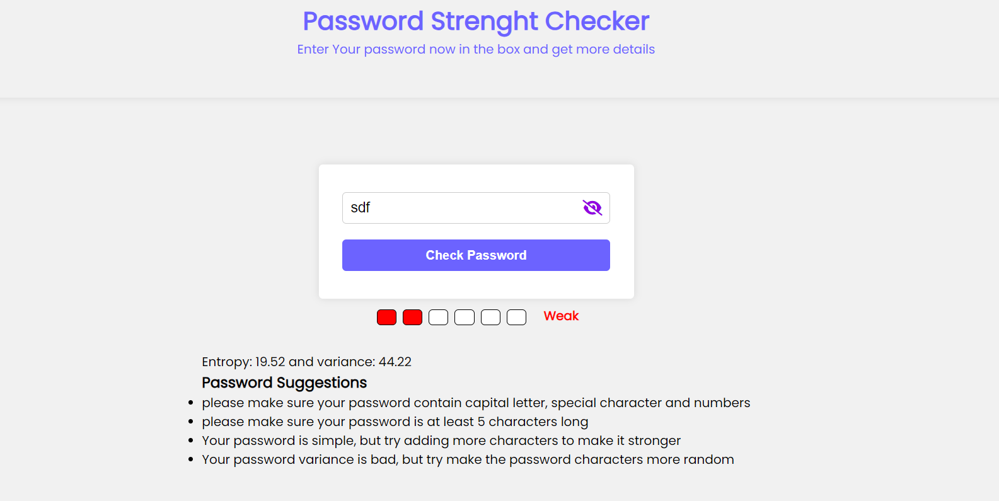 Password Strenght Checker
Enter Your password now in the box and get more details
sdf
Check Password
Weak
Entropy: 19.52 and variance: 44.22
Password Suggestions
please make sure your password contain capital letter, special character and numbers
please make sure your password is at least 5 characters long
Your password is simple, but try adding more characters to make it stronger
Your password variance is bad, but try make the password characters more random